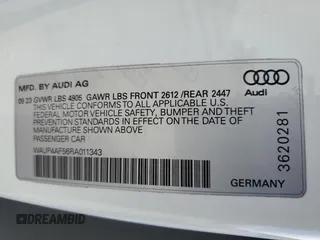 MFD. BY AUDI AG
09 23 GVWR LBS 4905 GAWR LBS FRONT 2612 /REAR 2447
THIS VEHICLE CONFORMS TO ALL APPLICABLE U.S.
FEDERAL MOTOR VEHICLE SAFETY, BUMPER AND THEFT
PREVENTION STANDARDS IN EFFECT ON THE DATE OF
MANUFACTURE SHOWN ABOVE
PASSENGER CAR
WAUP4AF56RA011343
GERMANY
Audi
3620281
DREAMBID